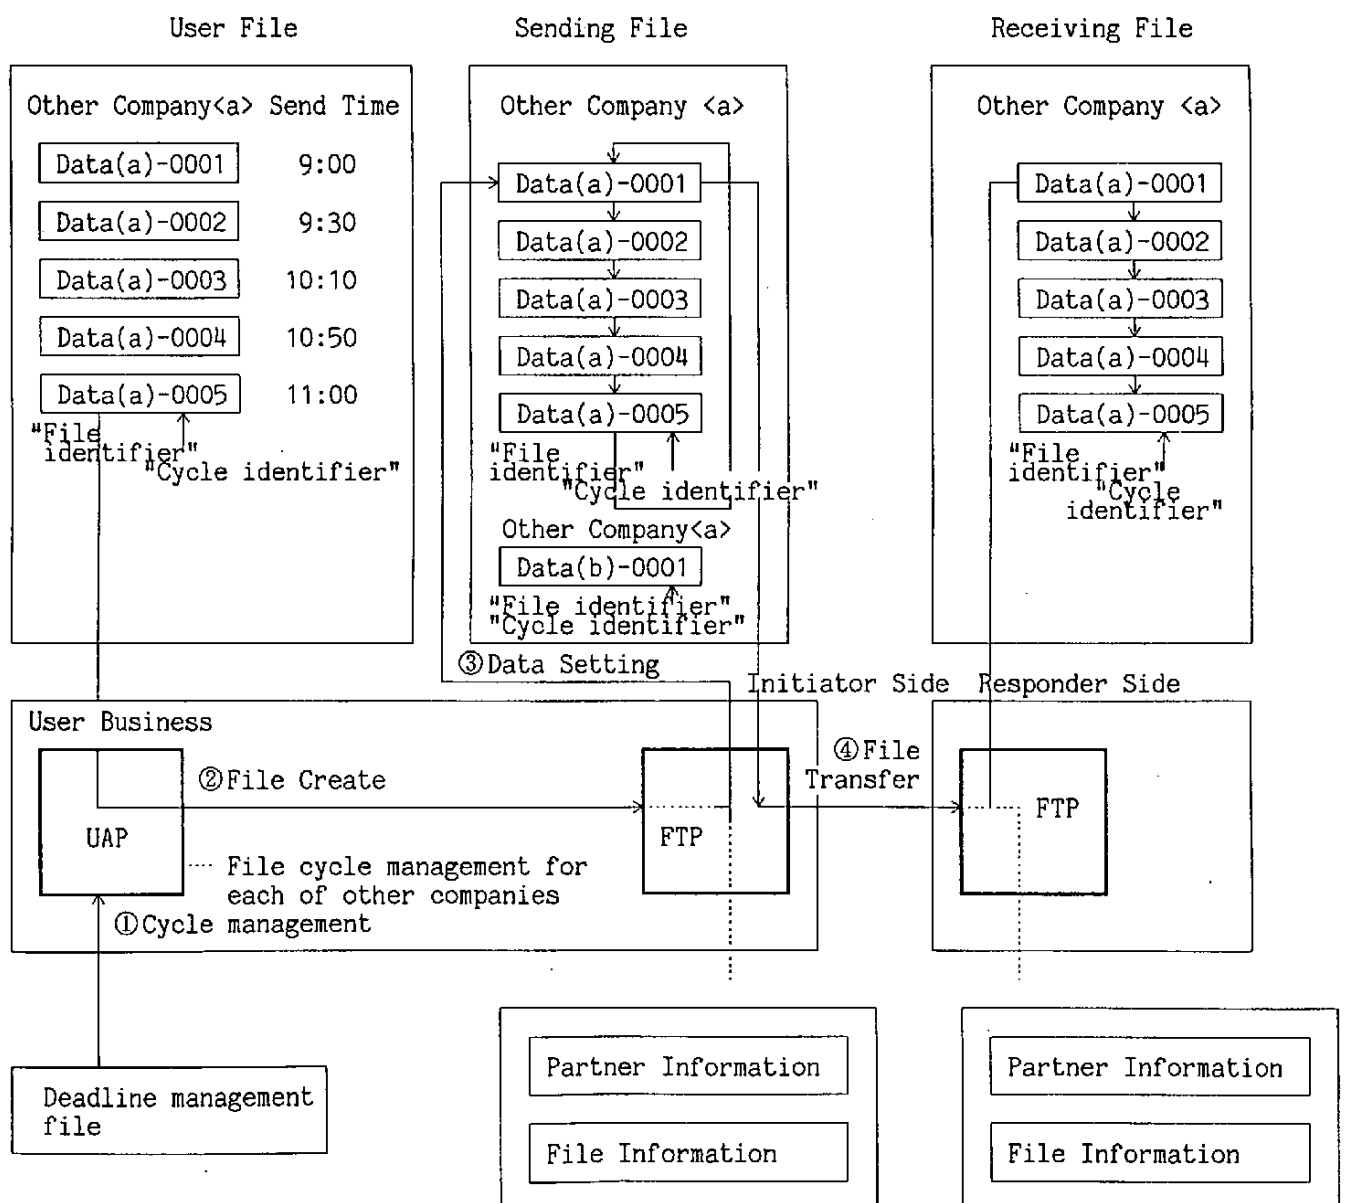 User File
Sending File
Receiving File
Other Company<a> Send Time
Data(a)-0001 9:00
Data(a)-0002 9:30
Data(a)-0003 10:10
Data(a)-0004 10:50
Data(a)-0005 11:00
"File
identifier"
"Cycle identifier"
Other Company <a>
Data(a)-0001
Data(a)-0002
Data(a)-0003
Data(a)-0004
Data(a)-0005
"File
identifier"
"Cycle identifier"
Other Company<a>
Data(b)-0001
"File identifier"
"Cycle identifier"
Other Company <a>
Data(a)-0001
Data(a)-0002
Data(a)-0003
Data(a)-0004
Data(a)-0005
"File
identifier"
"Cycle
identifier"
③Data Setting
Initiator Side
Responder Side
User Business
②File Create
④File
Transfer
UAP
FTP
FTP
···· File cycle management for
each of other companies
①Cycle management
Deadline management
file
Partner Information
File Information
Partner Information
File Information